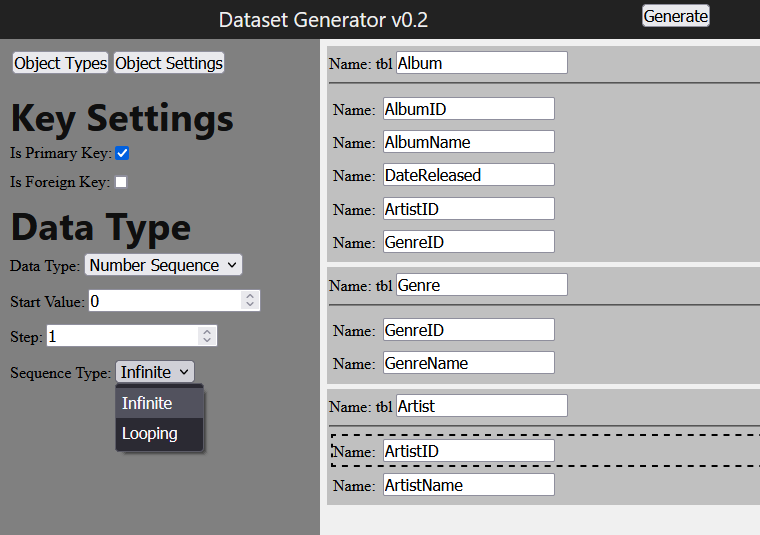 Dataset Generator v0.2
Generate
Object Types Object Settings
Key Settings
Is Primary Key:
Is Foreign Key:
Data Type
Data Type: Number Sequence
Start Value: 0
Step: 1
Sequence Type: Infinite
Infinite
Looping
Name: tbl Album
Name: AlbumID
Name: AlbumName
Name: DateReleased
Name: ArtistID
Name: GenreID
Name: tbl Genre
Name: GenreID
Name: GenreName
Name: tbl Artist
Name: ArtistID
Name: ArtistName